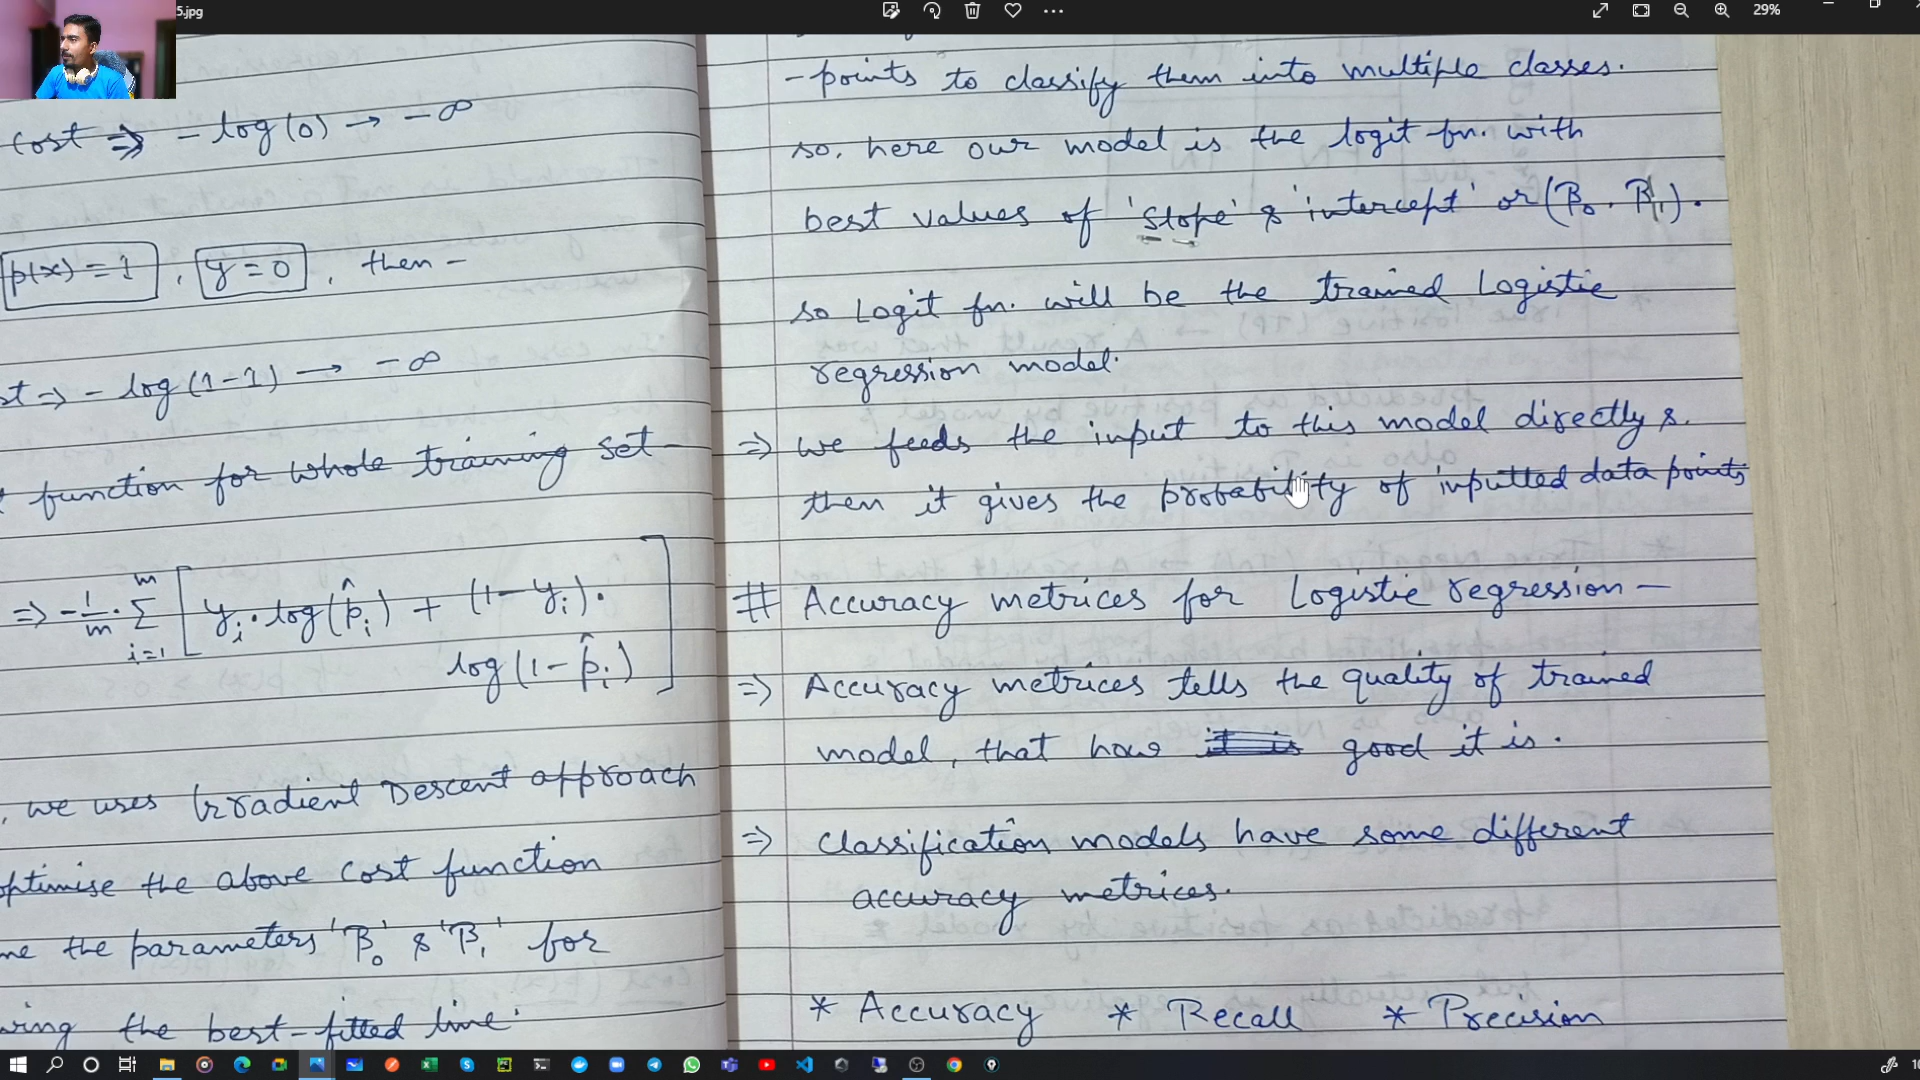 5.jpg
29%
cost ⇒ - log(0) → - ∞
p(x) = 1 , y = 0 , then -
⇒ - log(1-1) → - ∞
function for whole training set -
⇒ -1/m . Σ i=1 m [ yi . log(p̂i) + (1 - yi) .
log(1 - p̂i) ]
, we uses Gradient Descent approach
the above cost function
the parameters 'β0' & 'β1' for
the best-fitted line.
- points to classify them into multiple classes.
so, here our model is the logit fn. with
best values of 'slope' & 'intercept' or (β0, β1).
so Logit fn. will be the trained Logistic
regression model.
⇒ we feeds the input to this model directly &
then it gives the probability of inputted data points
# Accuracy metrices for Logistic regression —
⇒ Accuracy metrices tells the quality of trained
model, that how it is good it is.
⇒ Classification models have some different
accuracy metrices.
* Accuracy * Recall * Precision